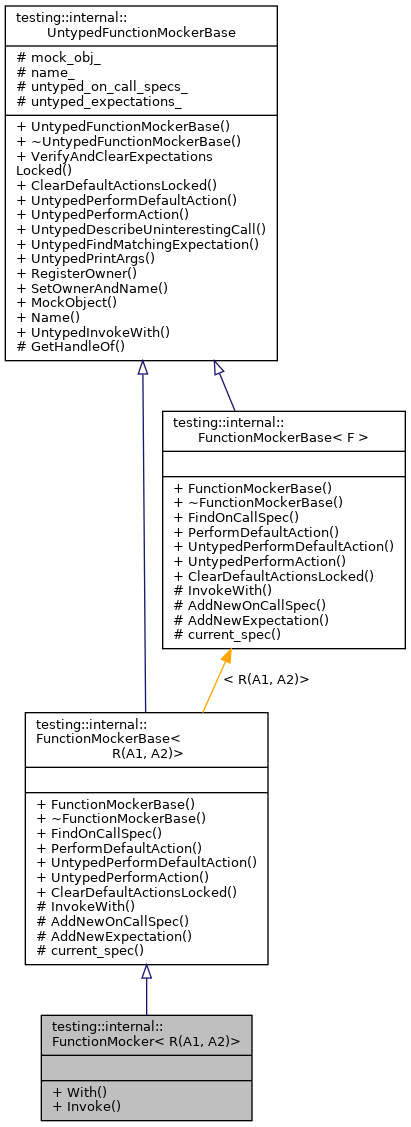 testing::internal::
UntypedFunctionMockerBase
# mock_obj_
# name_
# untyped_on_call_specs_
# untyped_expectations_
+ UntypedFunctionMockerBase()
+ ~UntypedFunctionMockerBase()
+ VerifyAndClearExpectations
Locked()
+ ClearDefaultActionsLocked()
+ UntypedPerformDefaultAction()
+ UntypedPerformAction()
+ UntypedDescribeUninterestingCall()
+ UntypedFindMatchingExpectation()
+ UntypedPrintArgs()
+ RegisterOwner()
+ SetOwnerAndName()
+ MockObject()
+ Name()
+ UntypedInvokeWith()
# GetHandleOf()
testing::internal::
FunctionMockerBase< F >
+ FunctionMockerBase()
+ ~FunctionMockerBase()
+ FindOnCallSpec()
+ PerformDefaultAction()
+ UntypedPerformDefaultAction()
+ UntypedPerformAction()
+ ClearDefaultActionsLocked()
# InvokeWith()
# AddNewOnCallSpec()
# AddNewExpectation()
# current_spec()
< R(A1, A2)>
testing::internal::
FunctionMockerBase<
R(A1, A2)>
+ FunctionMockerBase()
+ ~FunctionMockerBase()
+ FindOnCallSpec()
+ PerformDefaultAction()
+ UntypedPerformDefaultAction()
+ UntypedPerformAction()
+ ClearDefaultActionsLocked()
# InvokeWith()
# AddNewOnCallSpec()
# AddNewExpectation()
# current_spec()
testing::internal::
FunctionMocker< R(A1, A2)>
+ With()
+ Invoke()